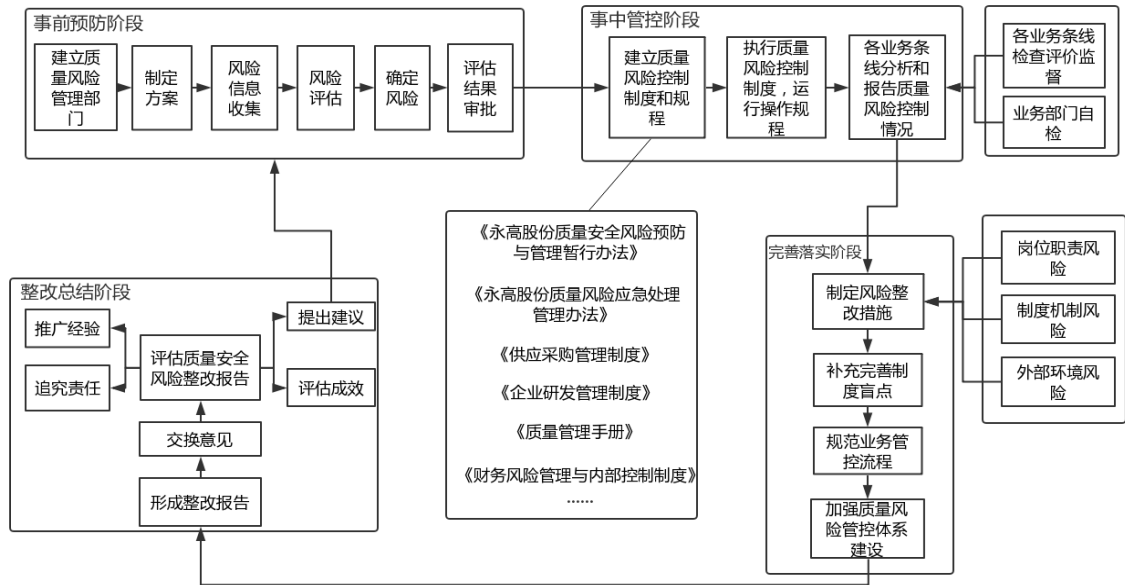 事前预防阶段
建立质
量风险
管理部
门
制定
方案
风险
信息
收集
风险
评估
确定
风险
评估
结果
审批
事中管控阶段
建立质量
风险控制
制度和规
程
执行质量
风险控制
制度，运
行操作规
程
各业务条
线分析和
报告质量
风险控制
情况
各业务条线
检查评价监
督
业务部门自
检
《永高股份质量安全风险预防
与管理暂行办法》
《永高股份质量风险应急处理
管理办法》
《供应采购管理制度》
《企业研发管理制度》
《质量管理手册》
《财务风险管理与内部控制制度》
......
完善落实阶段
制定风险整
改措施
补充完善制
度盲点
规范业务管
控流程
加强质量风
险管控体系
建设
岗位职责风
险
制度机制风
险
外部环境风
险
整改总结阶段
推广经验
追究责任
评估质量安全
风险整改报告
提出建议
评估成效
交换意见
形成整改报告